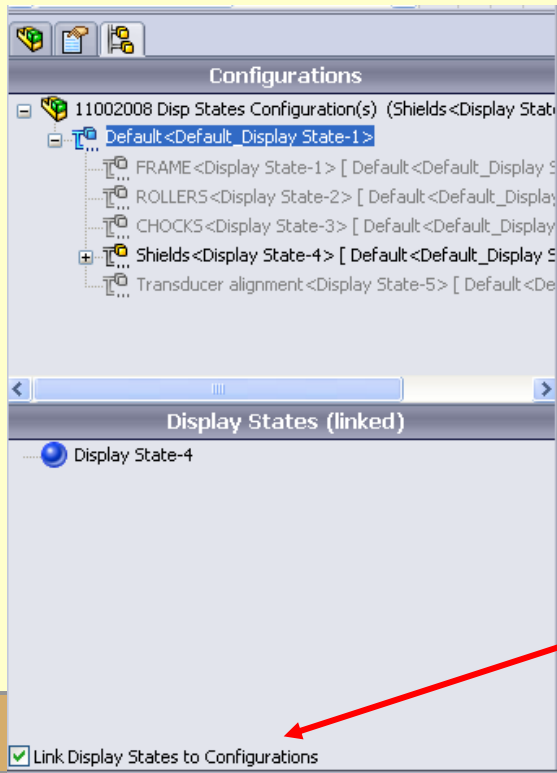 Configurations
11002008 Disp States Configuration(s) (Shields<Display State
Default<Default_Display State-1>
FRAME<Display State-1> [ Default<Default_Display S
ROLLERS<Display State-2> [ Default<Default_Display
CHOCKS<Display State-3> [ Default<Default_Display
Shields<Display State-4> [ Default<Default_Display S
Transducer alignment<Display State-5> [ Default<De
Display States (linked)
Display State-4
Link Display States to Configurations